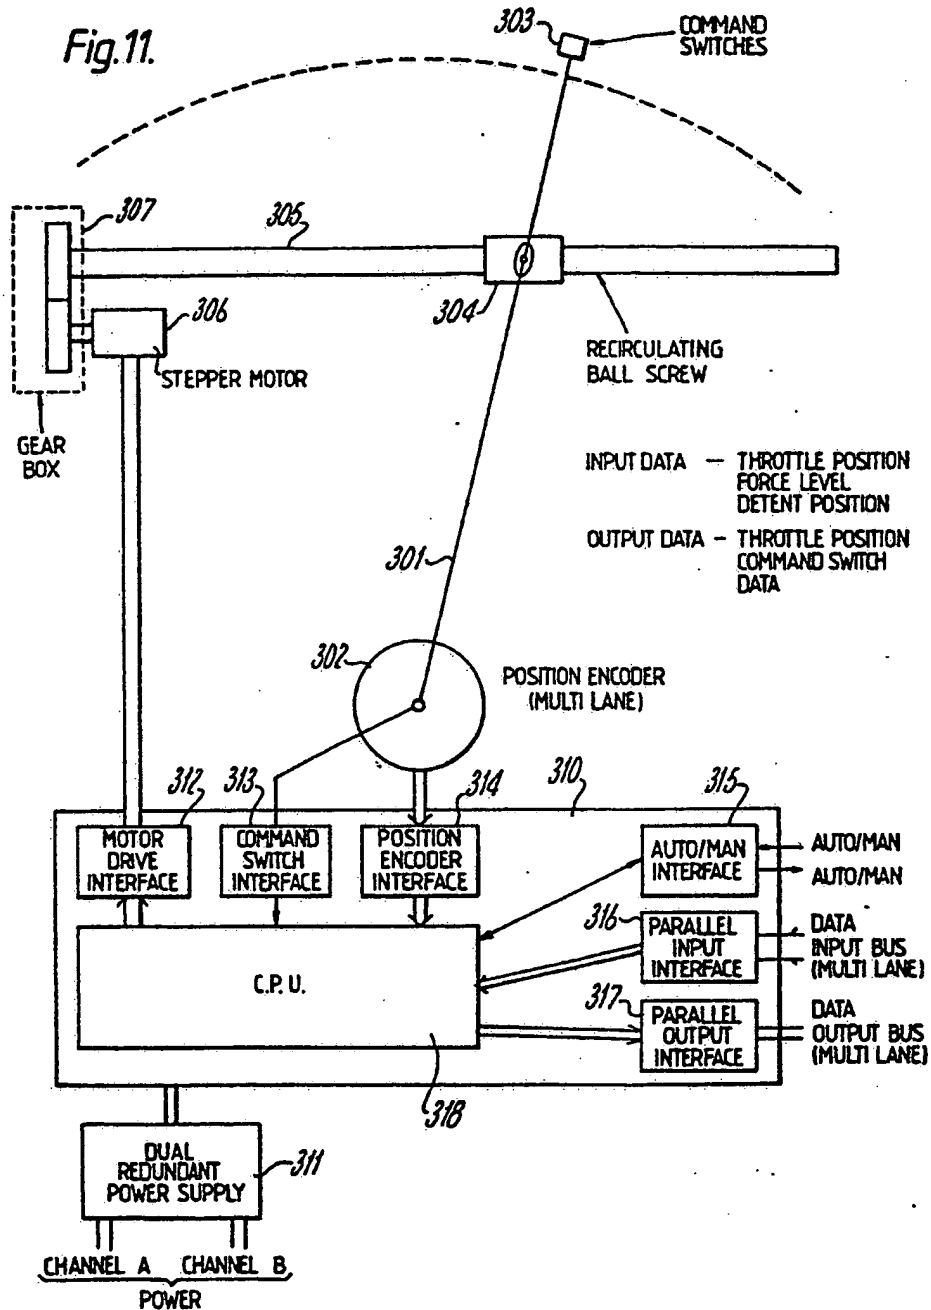 Fig. 11.
303
COMMAND
SWITCHES
307
305
304
306
STEPPER MOTOR
RECIRCULATING
BALL SCREW
GEAR
BOX
INPUT DATA — THROTTLE POSITION
FORCE LEVEL
DETENT POSITION
OUTPUT DATA — THROTTLE POSITION
COMMAND SWITCH
DATA
301
302
POSITION ENCODER
(MULTI LANE)
312
313
314
310
315
MOTOR
DRIVE
INTERFACE
COMMAND
SWITCH
INTERFACE
POSITION
ENCODER
INTERFACE
AUTO/MAN
INTERFACE
AUTO/MAN
AUTO/MAN
316
PARALLEL
INPUT
INTERFACE
DATA
INPUT BUS
(MULTI LANE)
C.P.U.
317
PARALLEL
OUTPUT
INTERFACE
DATA
OUTPUT BUS
(MULTI LANE)
318
DUAL
REDUNDANT
POWER SUPPLY
311
CHANNEL A CHANNEL B
POWER